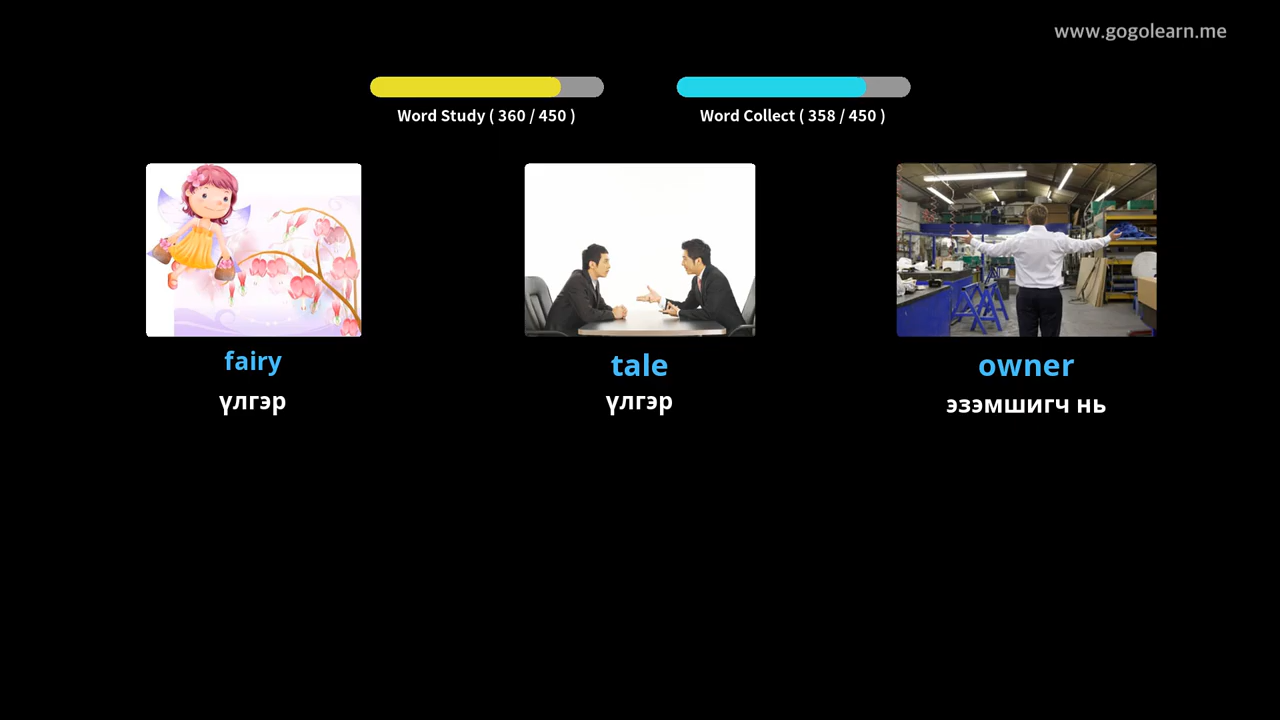 www.gogolearn.me
Word Study ( 360 / 450 )
Word Collect ( 358 / 450 )
fairy
үлгэр
tale
үлгэр
owner
эзэмшигч нь